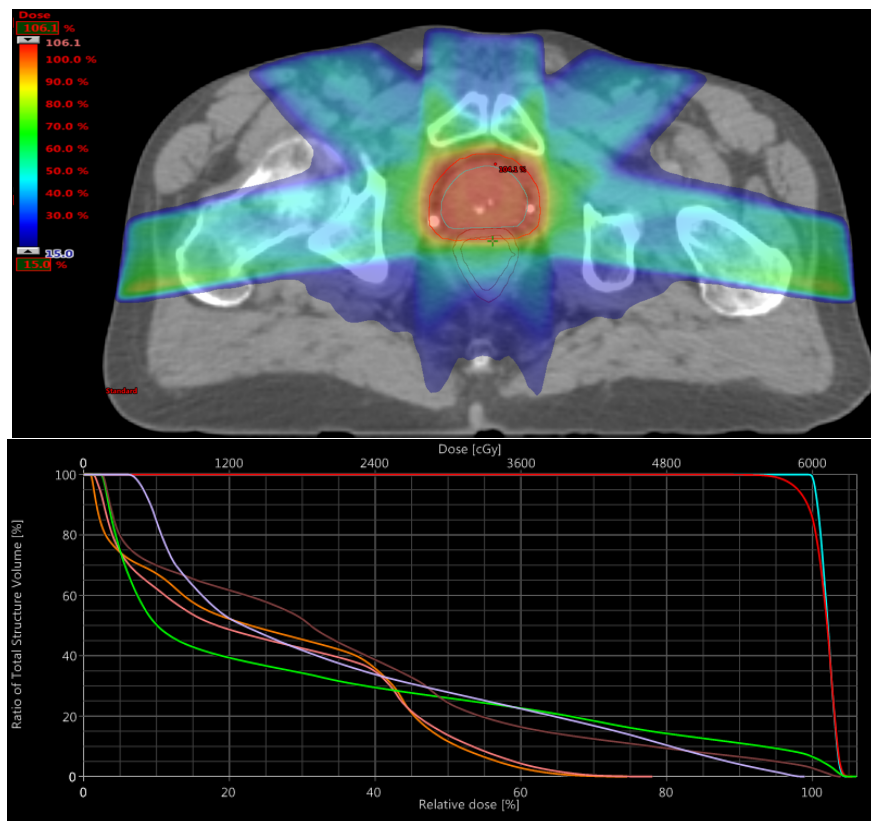 Dose
106.1 %
106.1
100.0 %
90.0 %
80.0 %
70.0 %
60.0 %
50.0 %
40.0 %
30.0 %
15.0
15.0 %
Standard
Dose [cGy]
0 1200 2400 3600 4800 6000
Ratio of Total Structure Volume [%]
100
80
60
40
20
0
0 20 40 60 80 100
Relative dose [%]